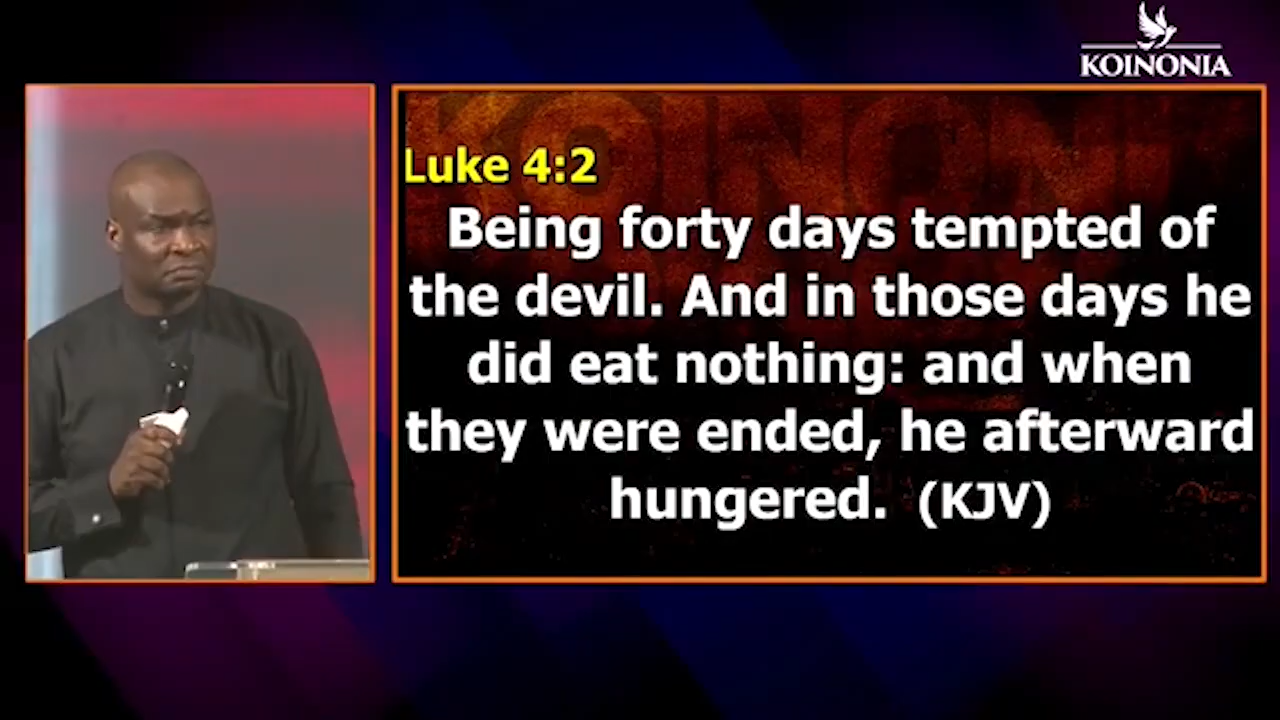 KOINONIA
Luke 4:2
Being forty days tempted of
the devil. And in those days he
did eat nothing: and when
they were ended, he afterward
hungered. (KJV)